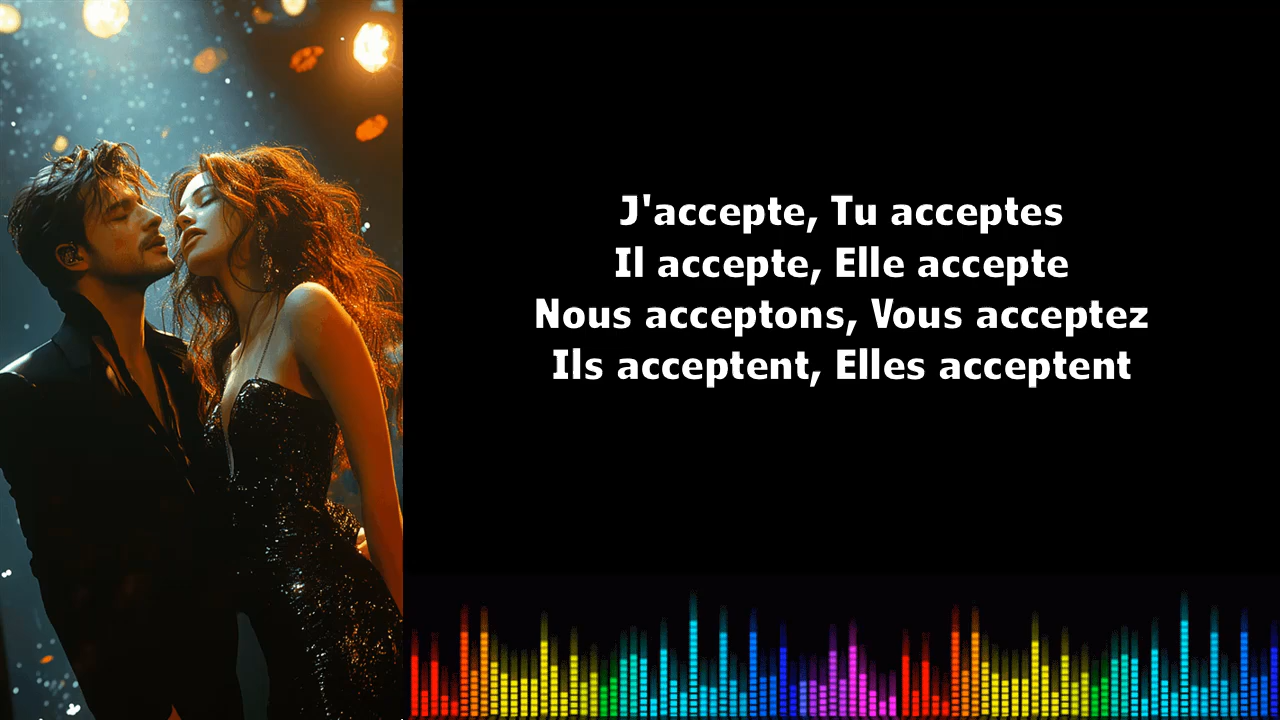 J'accepte, Tu acceptes
Il accepte, Elle accepte
Nous acceptons, Vous acceptez
Ils acceptent, Elles acceptent